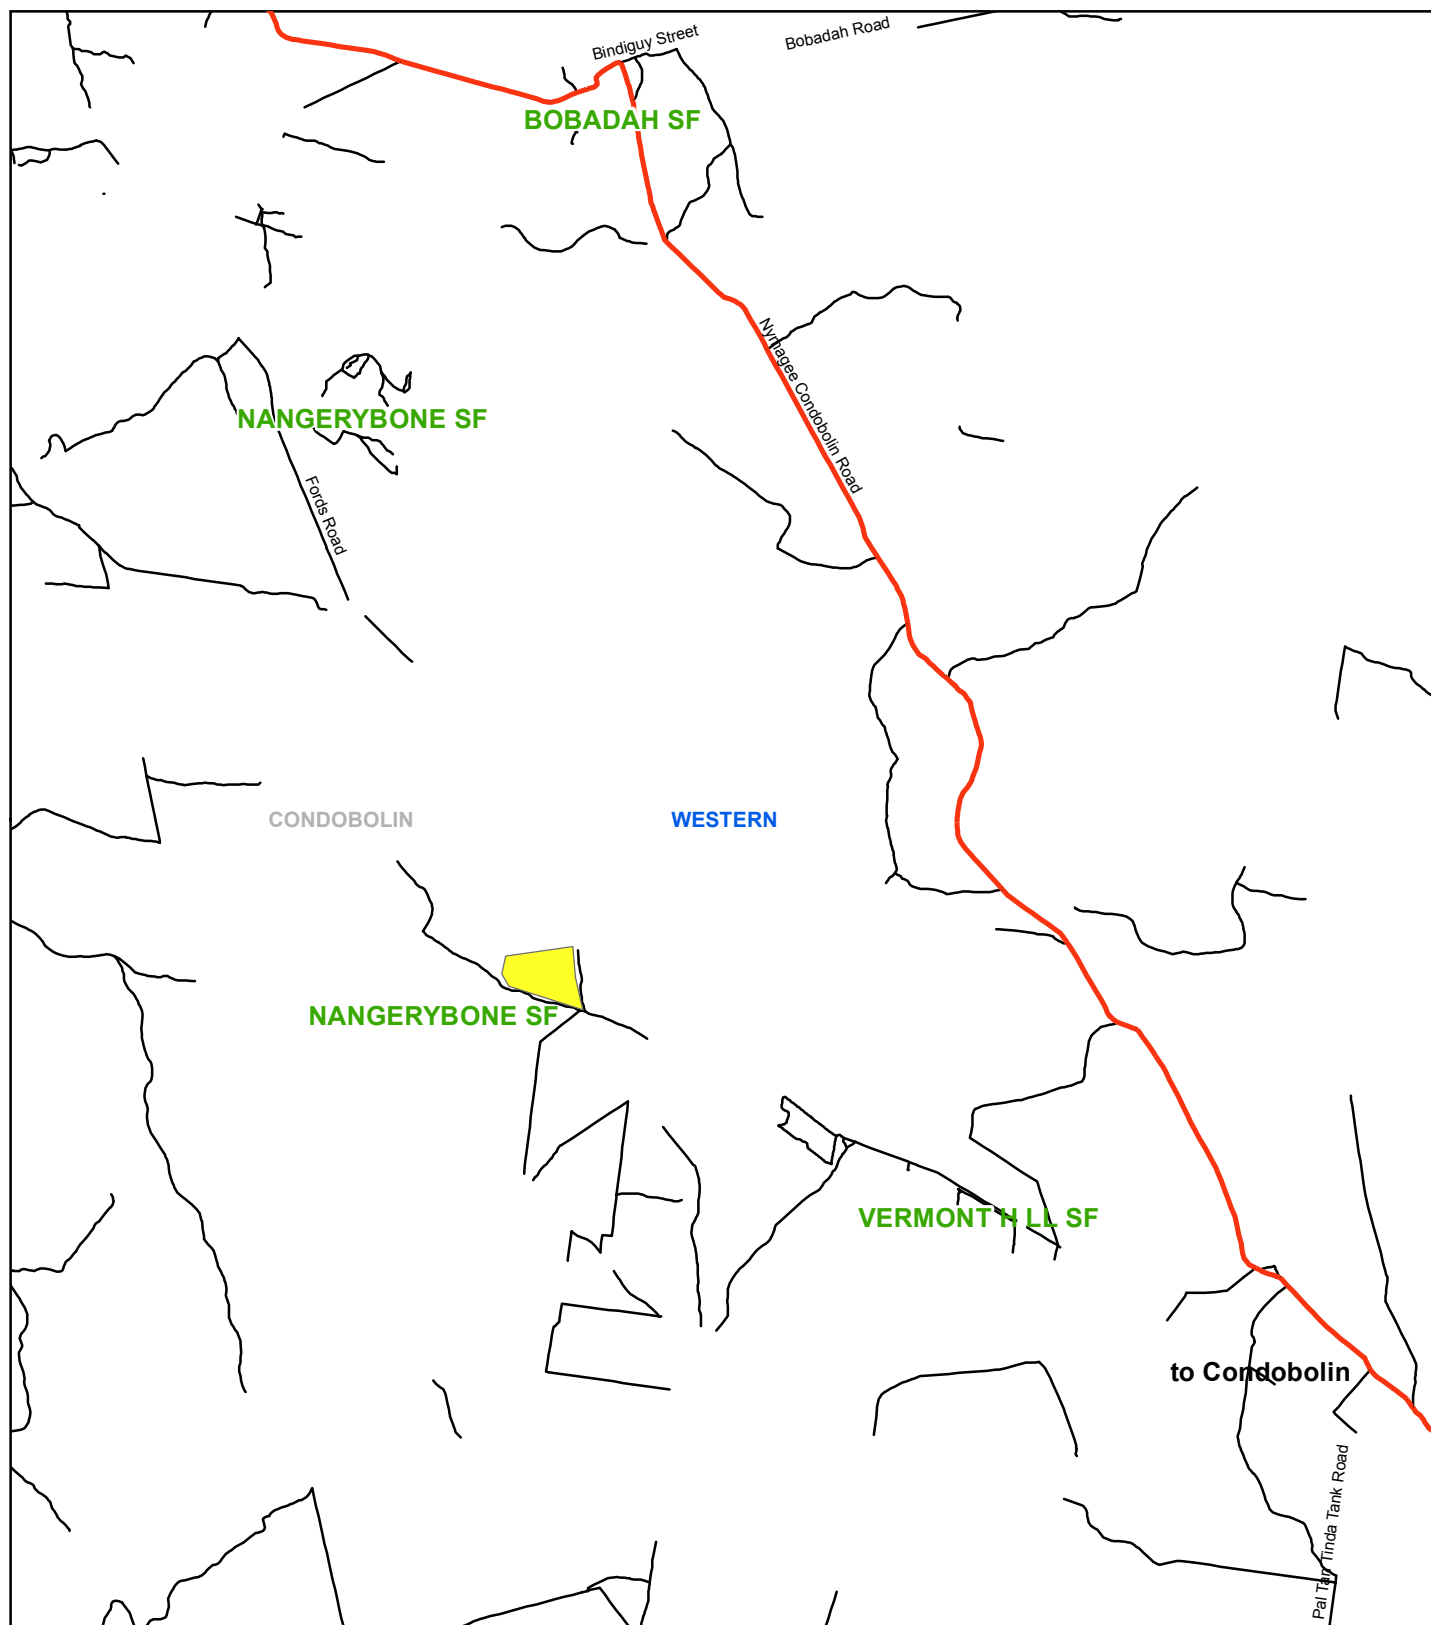 Bindiguy Street
Bobadah Road
BOBADAH SF
Nymagee Condobolin Road
NANGERYBONE SF
Fords Road
CONDOBOLIN
WESTERN
NANGERYBONE SF
VERMONT H LL SF
to Condobolin
Pal Tan Tinda Tank Road